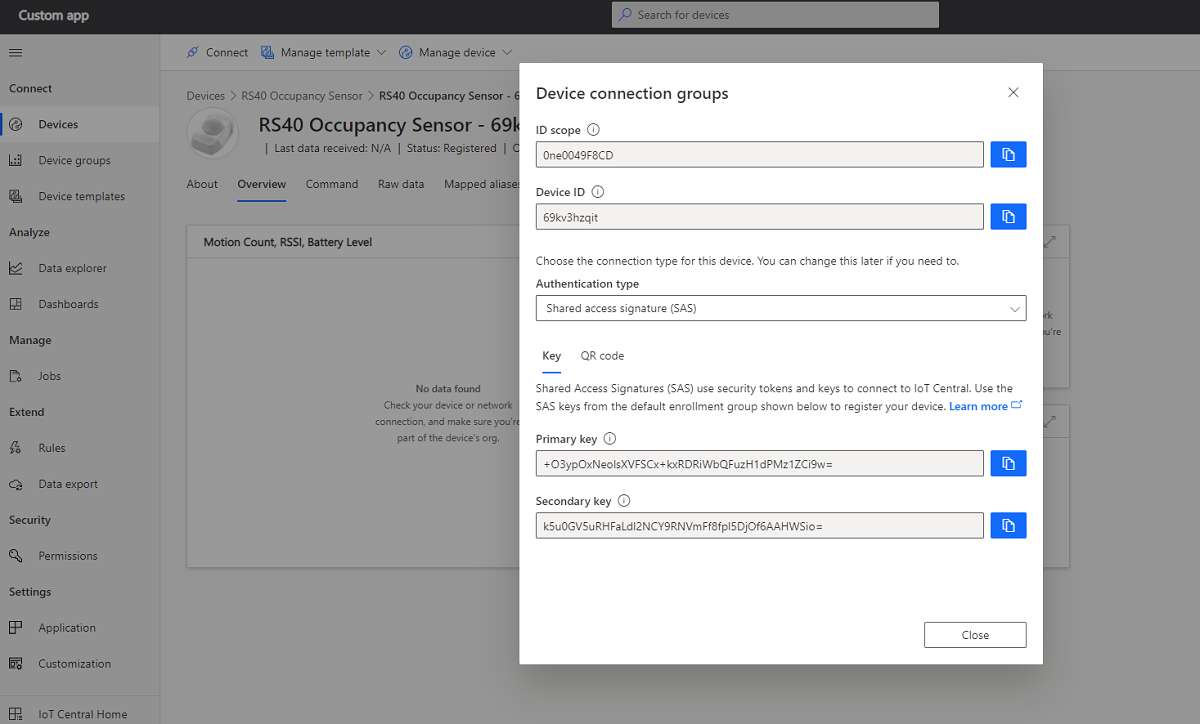 Custom app
Search for devices
Connect
Manage template
Manage device
Connect
Devices
Device groups
Device templates
Analyze
Data explorer
Dashboards
Manage
Jobs
Extend
Rules
Data export
Security
Permissions
Settings
Application
Customization
IoT Central Home
Devices > RS40 Occupancy Sensor > RS40 Occupancy Sensor - 6
RS40 Occupancy Sensor - 69k
| Last data received: N/A | Status: Registered |
About
Overview
Command
Raw data
Mapped aliases
Motion Count, RSSI, Battery Level
No data found
Check your device or network
connection, and make sure you're
part of the device's org.
Device connection groups
ID scope
0ne0049F8CD
Device ID
69kv3hzqit
Choose the connection type for this device. You can change this later if you need to.
Authentication type
Shared access signature (SAS)
Key
QR code
Shared Access Signatures (SAS) use security tokens and keys to connect to IoT Central. Use the
SAS keys from the default enrollment group shown below to register your device. Learn more
Primary key
+O3ypOxNeolsXVFSCx+kxRDRiWbQFuzH1dPMz1ZCi9w=
Secondary key
k5u0GV5uRHFaLdI2NCY9RNVmFf8fpI5DjOf6AAHWSio=
Close